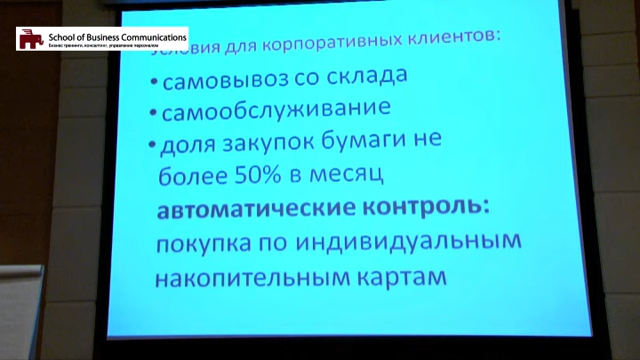 School of Business Communications
Бизнес тренинги, консалтинг, управление персоналом
Условия для корпоративных клиентов:
• самовывоз со склада
• самообслуживание
• доля закупок бумаги не
более 50% в месяц
автоматические контроль:
покупка по индивидуальным
накопительным картам